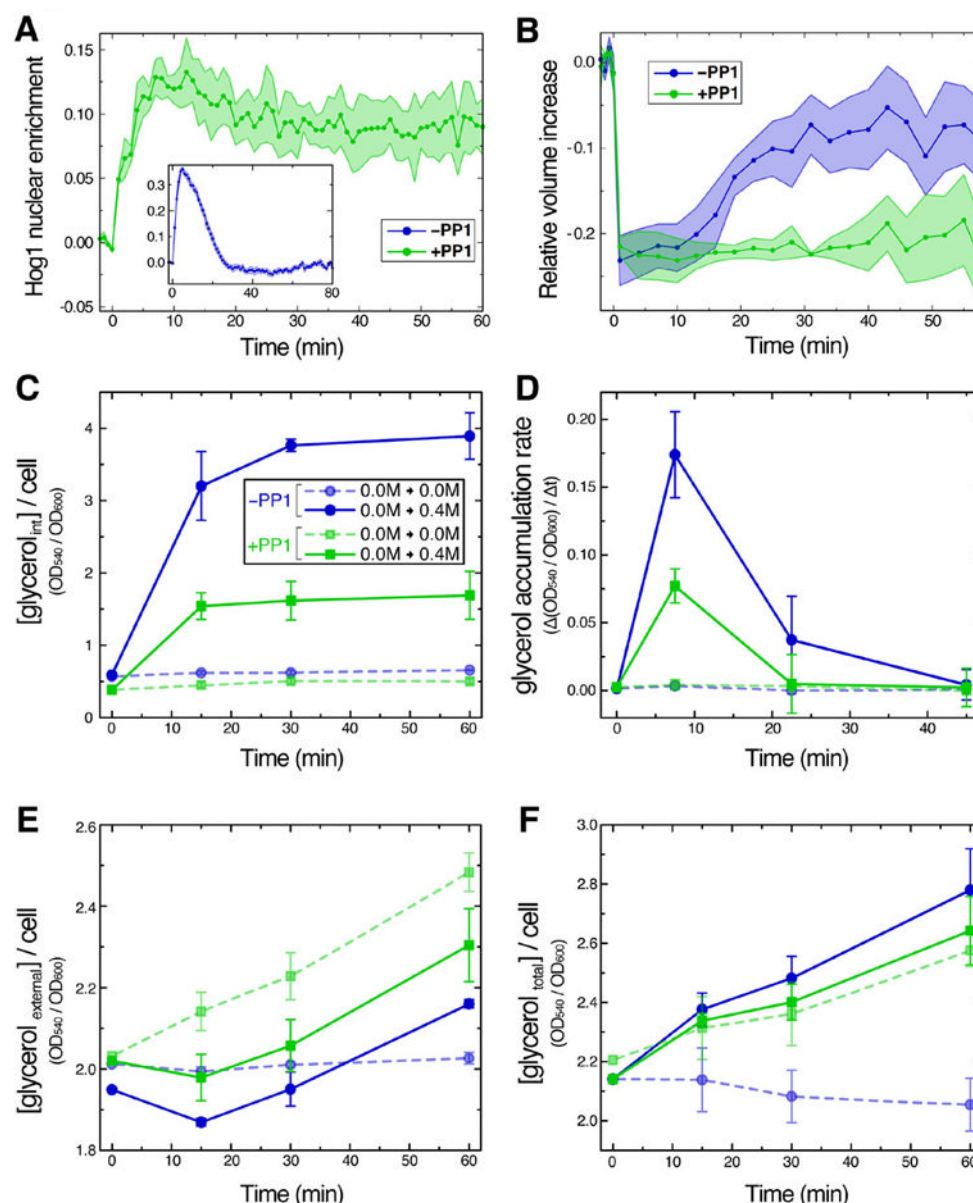 A
Hog1 nuclear enrichment
0.15
0.10
0.05
0.00
-0.05
0.3
0.2
0.1
0.0
0 40 60 80
−PP1
+PP1
0 10 20 30 40 50 60
Time (min)
B
Relative volume increase
0.0
-0.1
-0.2
−PP1
+PP1
0 10 20 30 40 50
Time (min)
C
[glycerol int.] / cell
(OD540 / OD600)
4
3
2
1
0
−PP1
0.0M → 0.0M
0.0M → 0.4M
+PP1
0.0M → 0.0M
0.0M → 0.4M
0 10 20 30 40 50 60
Time (min)
D
glycerol accumulation rate
(Δ(OD540 / OD600) / Δt)
0.20
0.15
0.10
0.05
0.00
0 10 20 30 40
Time (min)
E
[glycerol external] / cell
(OD540 / OD600)
2.6
2.4
2.2
2.0
1.8
0 10 20 30 40 50 60
Time (min)
F
[glycerol total] / cell
(OD540 / OD600)
3.0
2.8
2.6
2.4
2.2
2.0
0 10 20 30 40 50 60
Time (min)